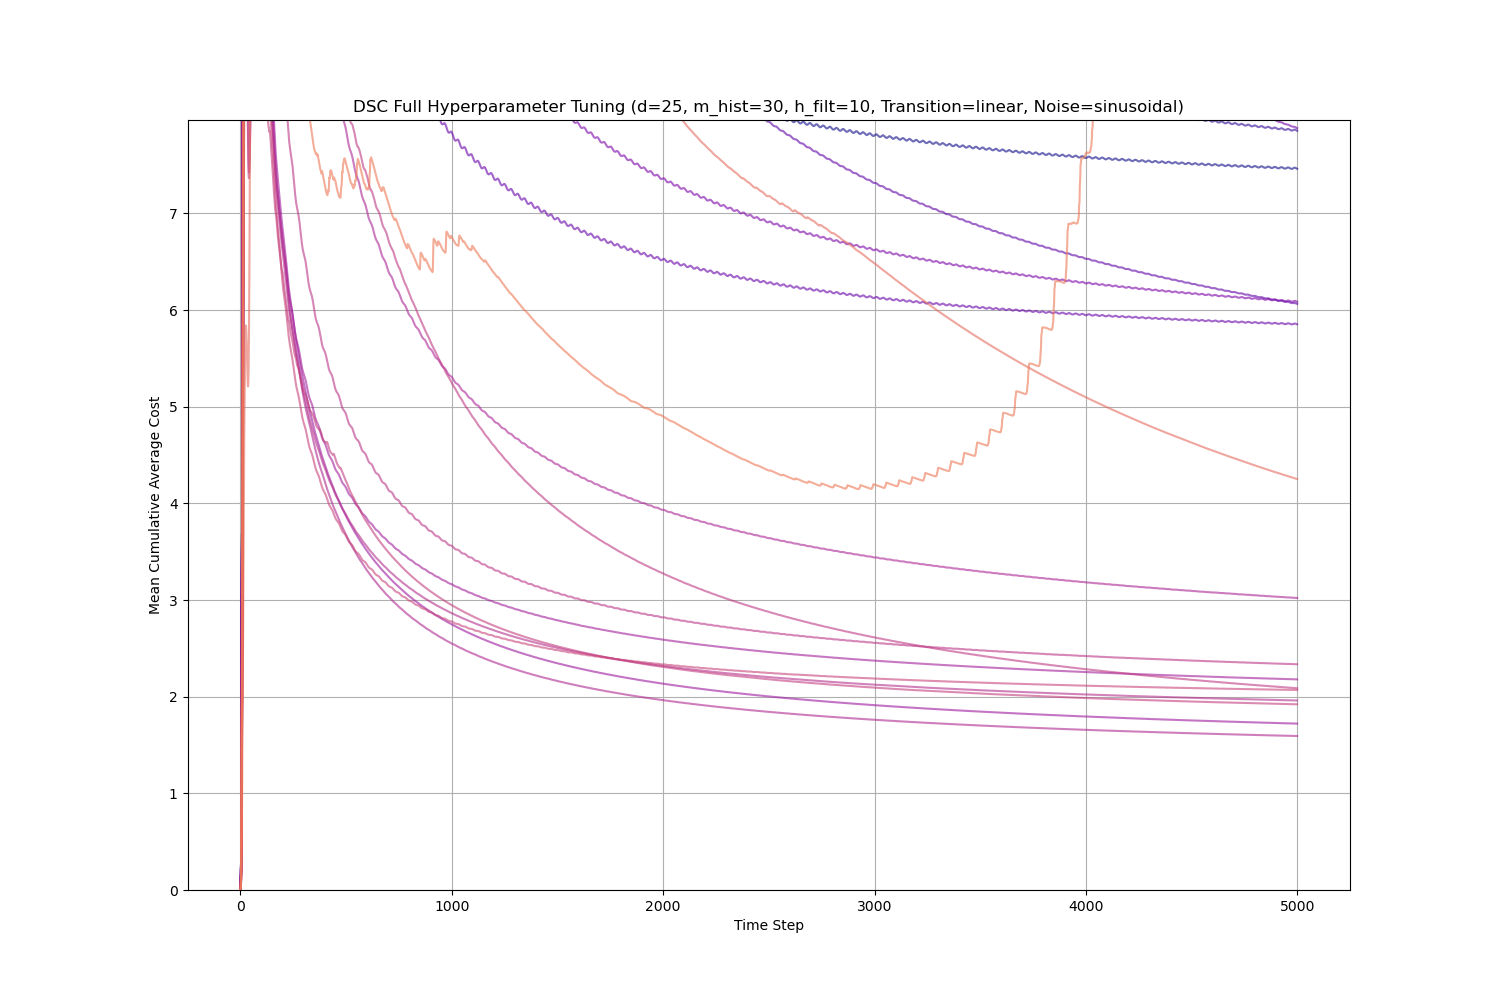 DSC Full Hyperparameter Tuning (d=25, m_hist=30, h_filt=10, Transition=linear, Noise=sinusoidal)
Mean Cumulative Average Cost
7
6
5
4
3
2
1
0
0 1000 2000 3000 4000 5000
Time Step